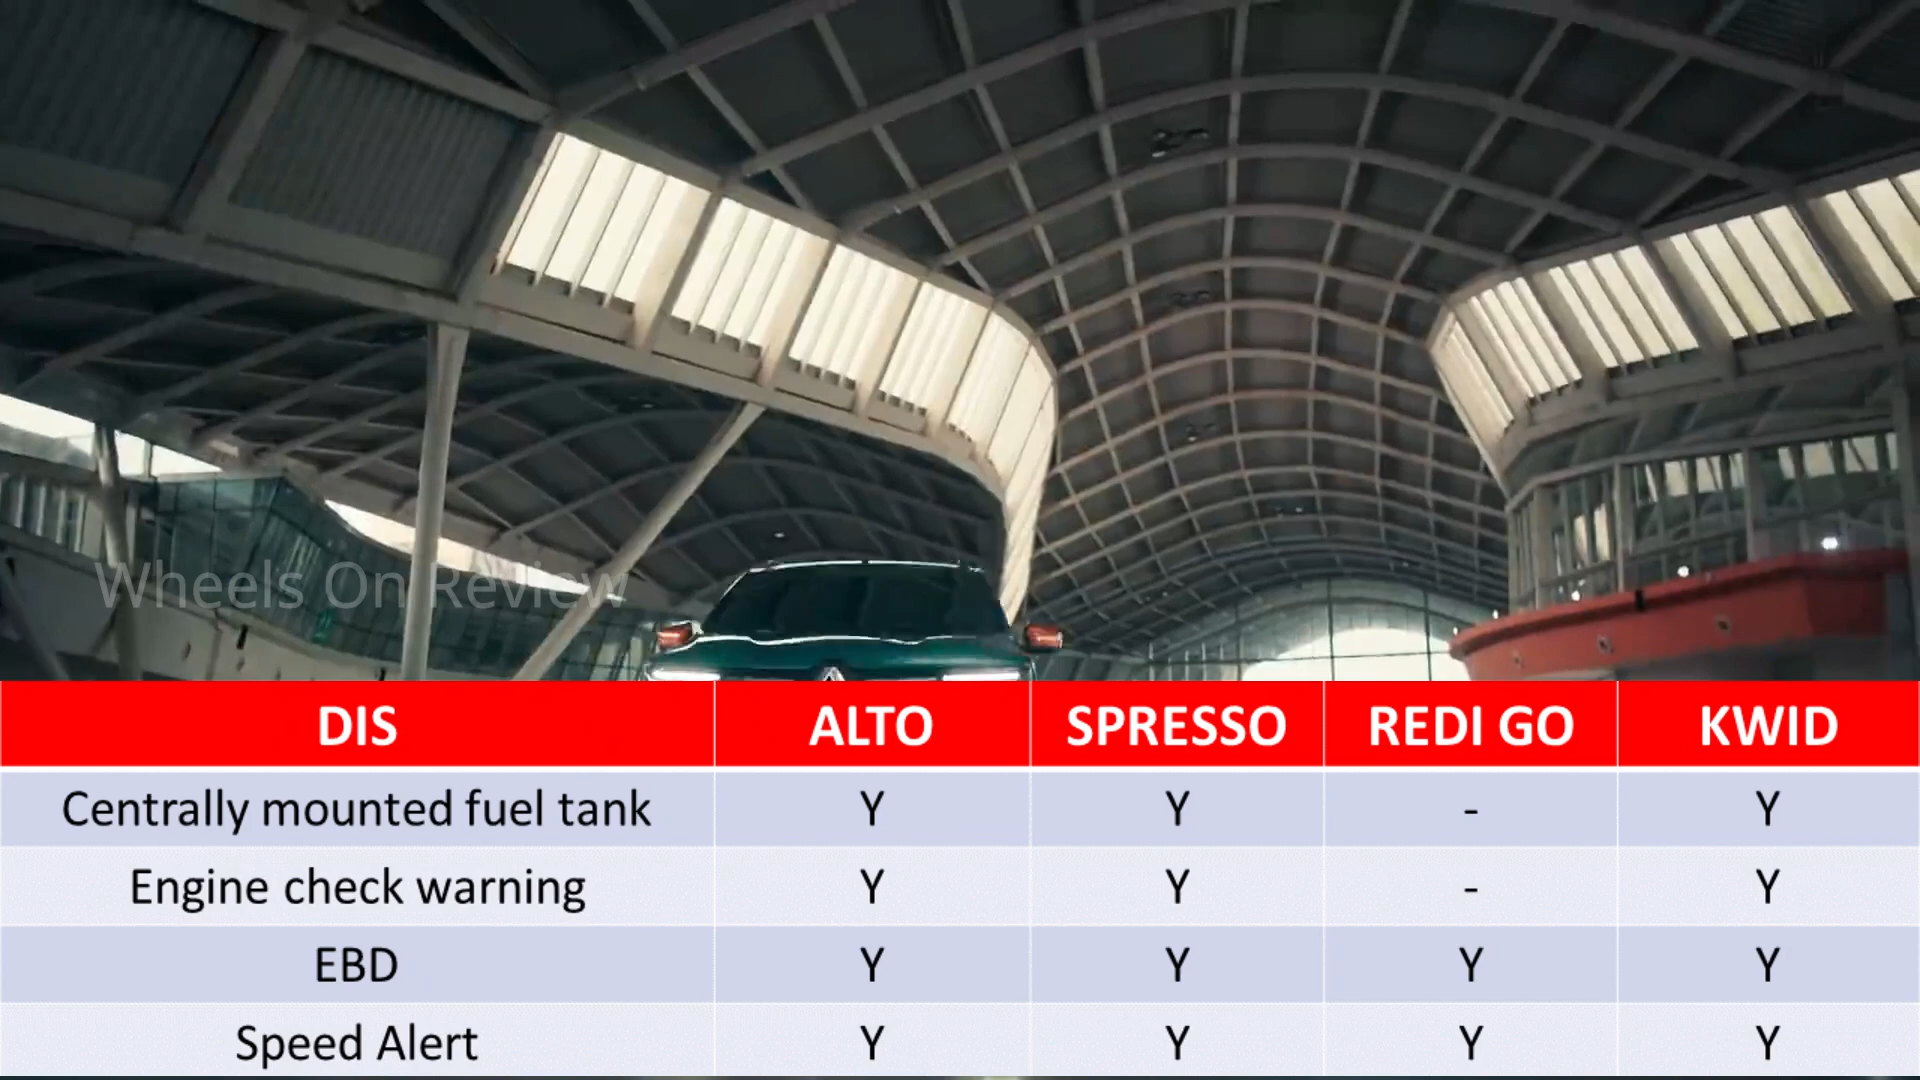 Wheels On Review
DIS ALTO SPRESSO REDI GO KWID
Centrally mounted fuel tank Y Y - Y
Engine check warning Y Y - Y
EBD Y Y Y Y
Speed Alert Y Y Y Y